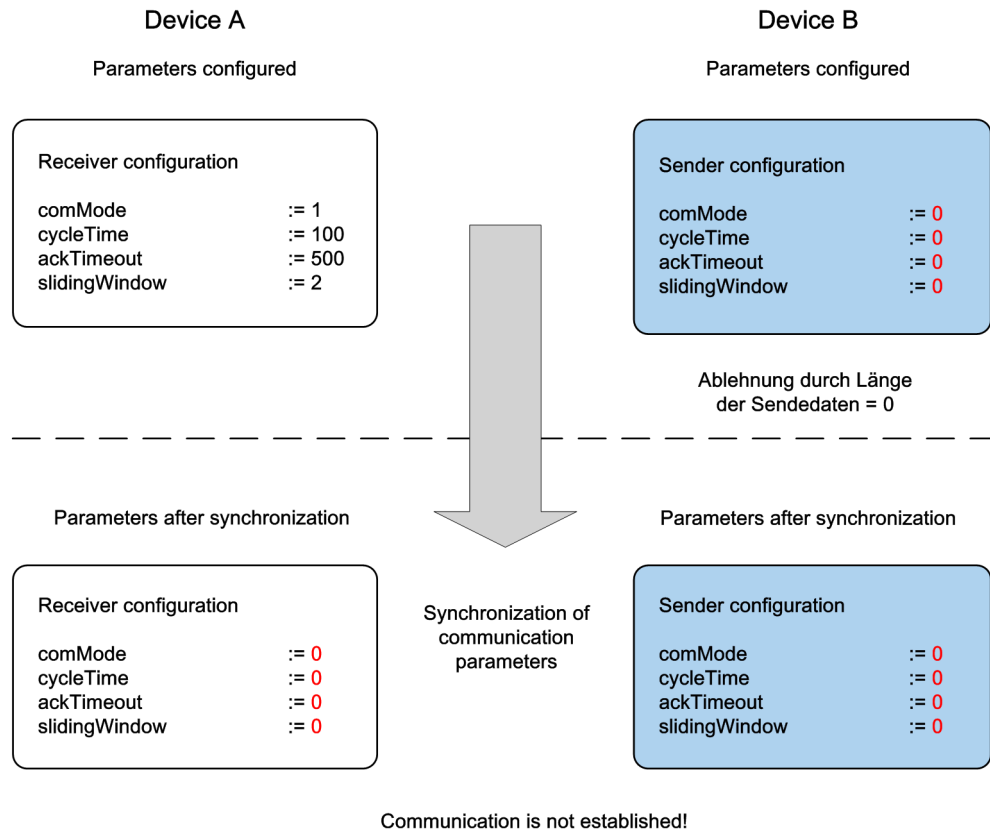 Device A
Device B
Parameters configured
Parameters configured
Receiver configuration
comMode := 1
cycleTime := 100
ackTimeout := 500
slidingWindow := 2
Sender configuration
comMode := 0
cycleTime := 0
ackTimeout := 0
slidingWindow := 0
Ablehnung durch Länge
der Sendedaten = 0
Parameters after synchronization
Parameters after synchronization
Receiver configuration
comMode := 0
cycleTime := 0
ackTimeout := 0
slidingWindow := 0
Synchronization of
communication
parameters
Sender configuration
comMode := 0
cycleTime := 0
ackTimeout := 0
slidingWindow := 0
Communication is not established!